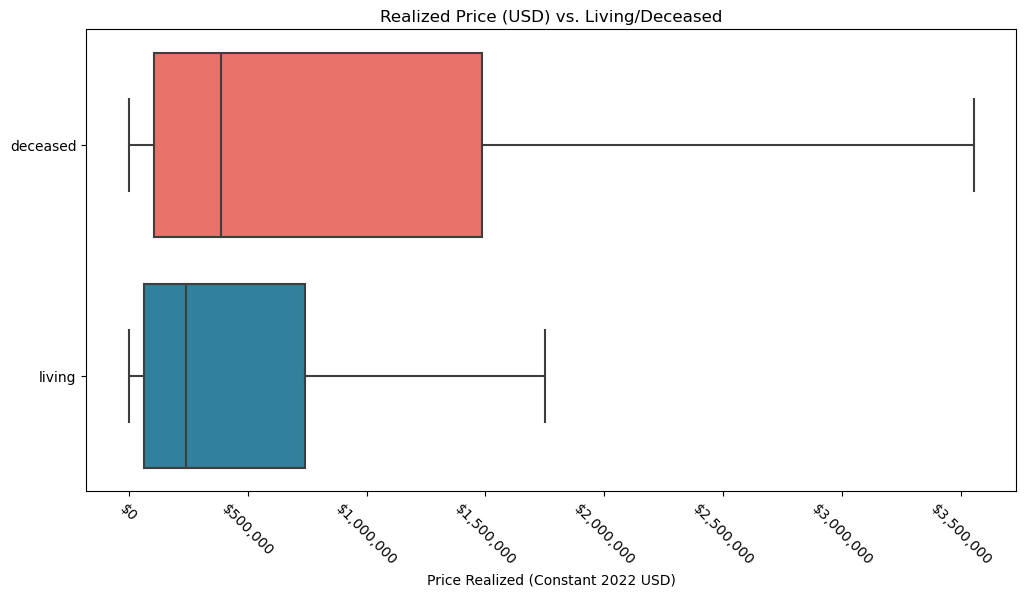 Realized Price (USD) vs. Living/Deceased
deceased
living
$0
$500,000
$1,000,000
$1,500,000
$2,000,000
$2,500,000
$3,000,000
$3,500,000
Price Realized (Constant 2022 USD)